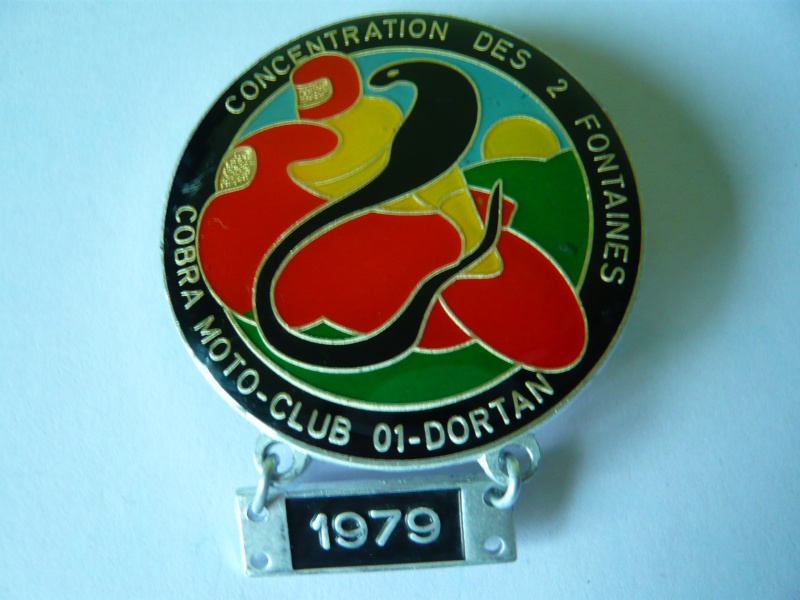 CONCENTRATION DES 2 FONTAINES
COBRA MOTO-CLUB 01-DORTAN
1979